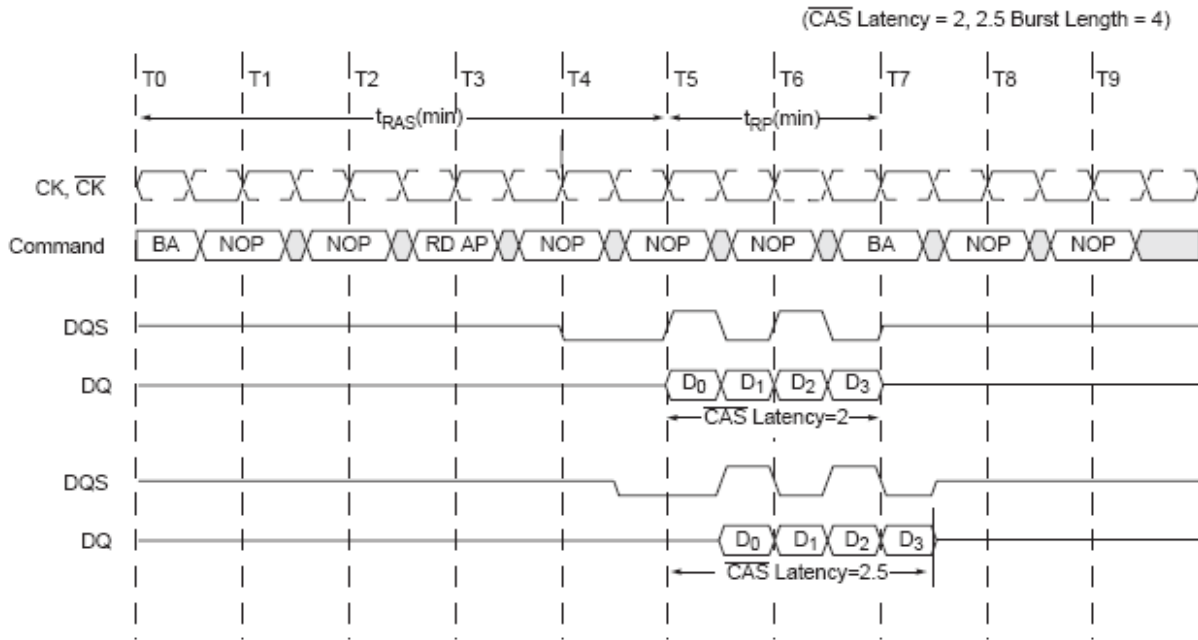 (CAS Latency = 2, 2.5 Burst Length = 4)
T0 T1 T2 T3 T4 T5 T6 T7 T8 T9
tRAS(min) tRP(min)
CK, CK
Command BA NOP NOP RD AP NOP NOP NOP BA NOP NOP
DQS
DQ D0 D1 D2 D3
CAS Latency=2
DQS
DQ D0 D1 D2 D3
CAS Latency=2.5